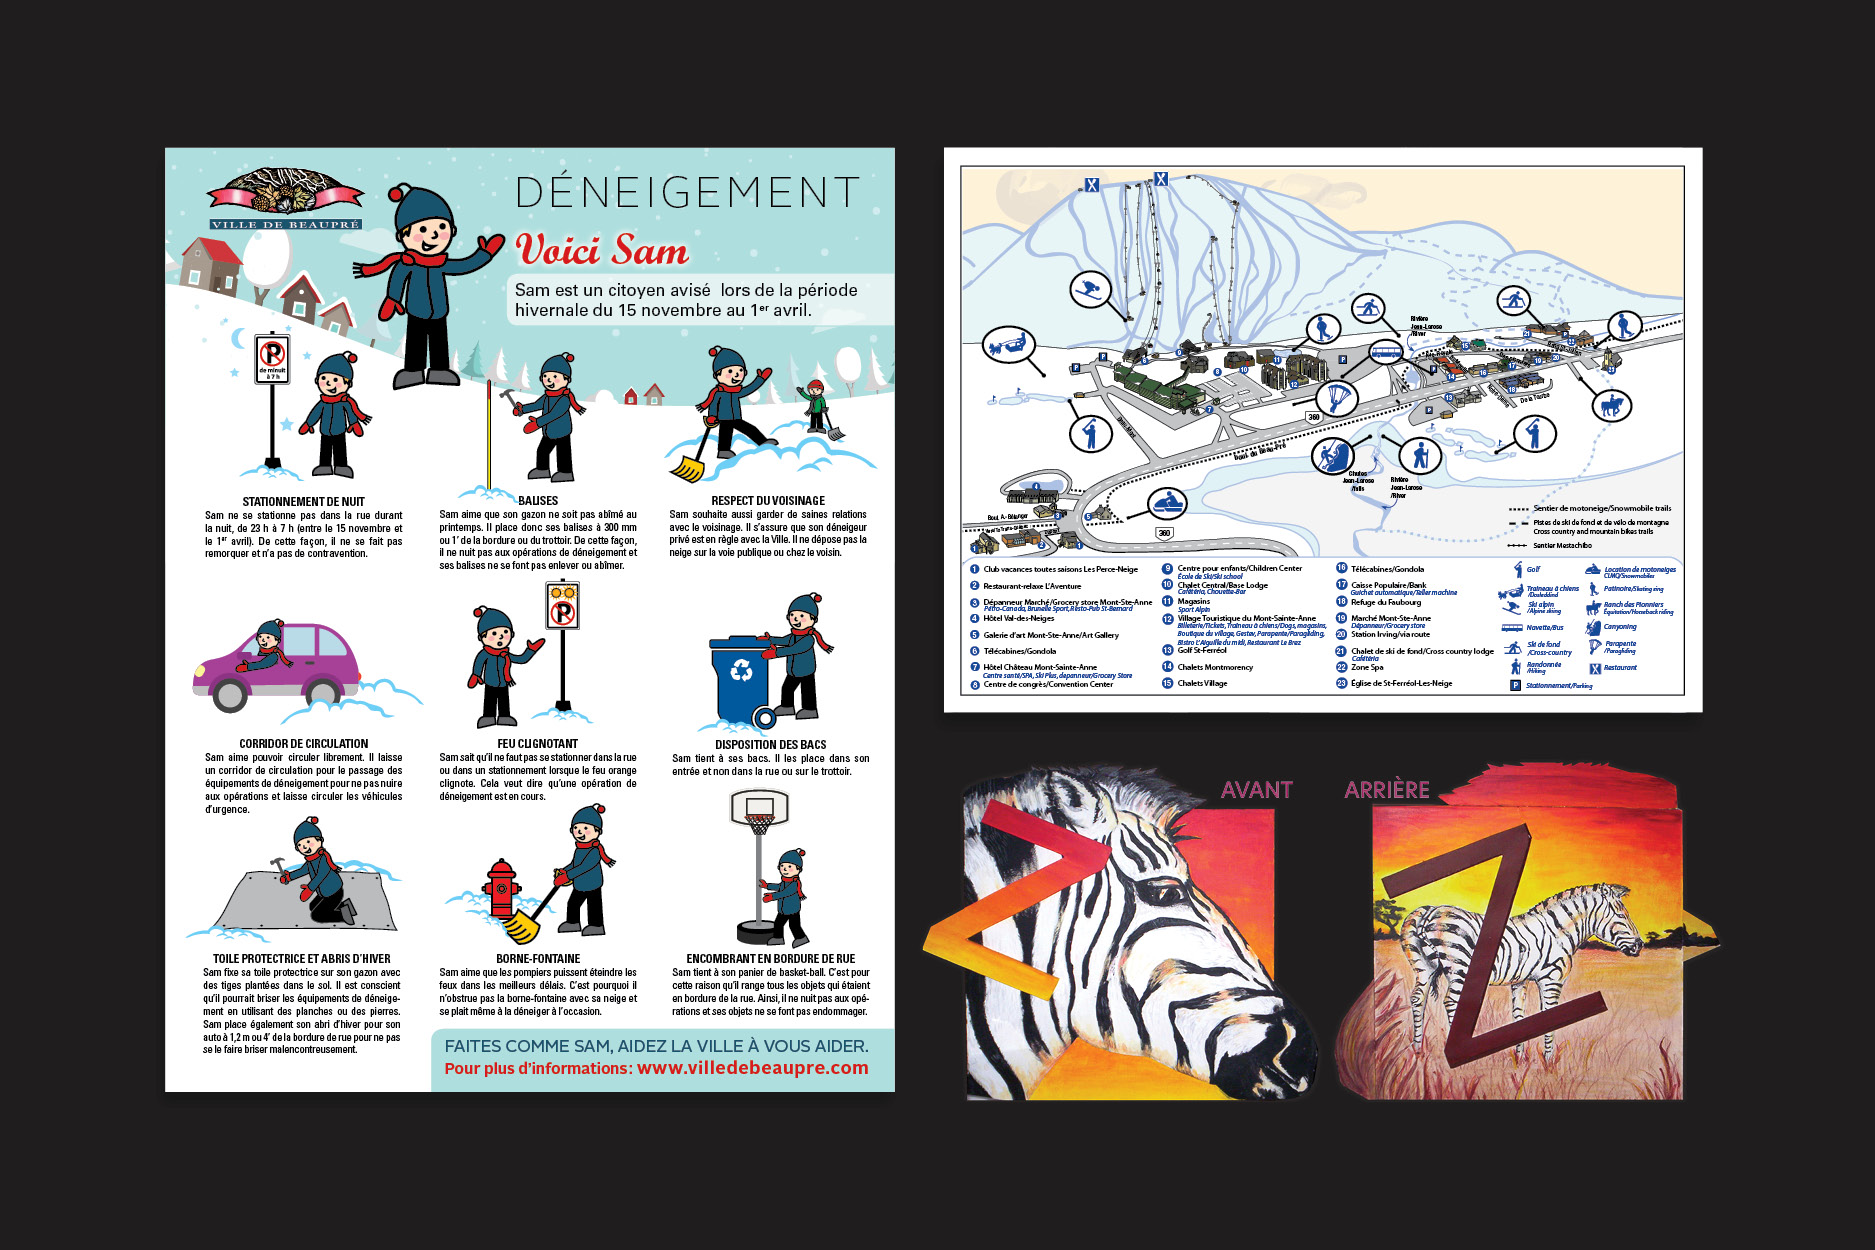 VILLE DE BEAUPRÉ
DÉNEIGEMENT
Voici Sam
Sam est un citoyen avisé lors de la période
hivernale du 15 novembre au 1er avril.
P
de minuit
à 7 h
STATIONNEMENT DE NUIT
Sam ne se stationne pas dans la rue durant
la nuit, de 23 h à 7 h (entre le 15 novembre et
le 1er avril). De cette façon, il ne se fait pas
remorquer et n'a pas de contravention.
BALISES
Sam aime que son gazon ne soit pas abîmé au
printemps. Il place donc ses balises à 300 mm
ou 1' de la bordure ou du trottoir. De cette façon,
il ne nuit pas aux opérations de déneigement et
ses balises ne se font pas enlever ou abîmer.
RESPECT DU VOISINAGE
Sam souhaite aussi garder de saines relations
avec le voisinage. Il s'assure que son déneigeur
privé est en règle avec la Ville. Il ne dépose pas la
neige sur la voie publique ou chez le voisin.
P
CORRIDOR DE CIRCULATION
Sam aime pouvoir circuler librement. Il laisse
un corridor de circulation pour le passage des
équipements de déneigement pour ne pas nuire
aux opérations et laisse circuler les véhicules
d'urgence.
FEU CLIGNOTANT
Sam sait qu'il ne faut pas se stationner dans la rue
ou dans un stationnement lorsque le feu orange
clignote. Cela veut dire qu'une opération de
déneigement est en cours.
DISPOSITION DES BACS
Sam tient à ses bacs. Il les place dans son
entrée et non dans la rue ou sur le trottoir.
TOILE PROTECTRICE ET ABRIS D'HIVER
Sam fixe sa toile protectrice sur son gazon avec
des tiges plantées dans le sol. Il est conscient
qu'il pourrait briser les équipements de déneige-
ment en utilisant des planches ou des pierres.
Sam place également son abri d'hiver pour son
auto à 1,2 m ou 4' de la bordure de rue pour ne pas
se le faire briser malencontreusement.
BORNE-FONTAINE
Sam aime que les pompiers puissent éteindre les
feux dans les meilleurs délais. C'est pourquoi il
n'obstrue pas la borne-fontaine avec sa neige et
se plait même à la déneiger à l'occasion.
ENCOMBRANT EN BORDURE DE RUE
Sam tient à son panier de basket-ball. C'est pour
cette raison qu'il range tous les objets qui étaient
en bordure de la rue. Ainsi, il ne nuit pas aux opé-
rations et ses objets ne se font pas endommager.
FAITES COMME SAM, AIDEZ LA VILLE À VOUS AIDER.
Pour plus d'informations: www.villedebeaupre.com
Rivière
Jean-Larose
/River
360
Boul. du Beau-Pré
Chutes
Jean-Larose
/falls
Rivière
Jean-Larose
/River
Boul. A.-Bélanger
360
Sentier de motoneige/Snowmobile trails
Pistes de ski de fond et de vélo de montagne
Cross country and mountain bikes trails
Sentier Mestachibo
1 Club vacances toutes saisons Les Perce-Neige
2 Restaurant-relaxe L'Aventure
3 Dépanneur Marché/Grocery store Mont-Ste-Anne
Pétro-Canada, Brunelle Sport, Resto-Pub St-Bernard
4 Hôtel Val-des-Neiges
5 Galerie d'art Mont-Ste-Anne/Art Gallery
6 Télécabines/Gondola
7 Hôtel Château Mont-Sainte-Anne
Centre santé/SPA, Ski Plus, depanneur/Grocery Store
8 Centre de congrès/Convention Center
9 Centre pour enfants/Children Center
École de Ski/Ski school
10 Chalet Central/Base Lodge
Cafétéria, Chouette-Bar
11 Magasins
Sport Alpin
12 Village Touristique du Mont-Sainte-Anne
Billeterie/Tickets, Traineau à chiens/Dogs, magasins,
Boutique du village, Gestev, Parapente/Paragliding,
Bistro L'Aiguille du midi, Restaurant Le Brez
13 Golf St-Ferréol
14 Chalets Montmorency
15 Chalets Village
16 Télécabines/Gondola
17 Caisse Populaire/Bank
Guichet automatique/Teller machine
18 Refuge du Faubourg
19 Marché Mont-Ste-Anne
Dépanneur/Grocery store
20 Station Irving/via route
21 Chalet de ski de fond/Cross country lodge
Cafétéria
22 Zone Spa
23 Église de St-Ferréol-Les-Neige
Golf
Traineau à chiens
/Dosledded
Ski alpin
/Alpine skiing
Navette/Bus
Ski de fond
/Cross-country
Randonnée
/Hiking
P Stationnement/Parking
Location de motoneiges
CLMQ/Snowmobiles
Patinoire/Skating ring
Ranch des Pionniers
Équitation/Horseback riding
Canyoning
Parapente
/Paragliding
Restaurant
AVANT
ARRIÈRE
Z
Z